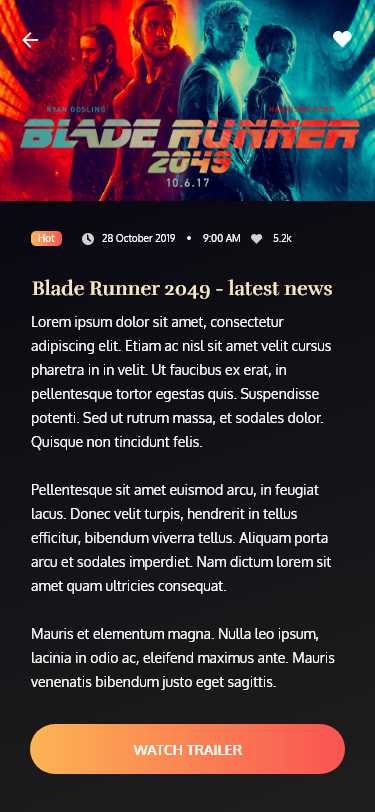 RYAN GOSLING HARRISON FORD
BLADE RUNNER
2049
10.6.17
Hot 28 October 2019 • 9:00 AM 5.2k
Blade Runner 2049 - latest news
Lorem ipsum dolor sit amet, consectetur
adipiscing elit. Etiam ac nisl sit amet velit cursus
pharetra in in velit. Ut faucibus ex erat, in
pellentesque tortor egestas quis. Suspendisse
potenti. Sed ut rutrum massa, et sodales dolor.
Quisque non tincidunt felis.
Pellentesque sit amet euismod arcu, in feugiat
lacus. Donec velit turpis, hendrerit in tellus
efficitur, bibendum viverra tellus. Aliquam porta
arcu et sodales imperdiet. Nam dictum lorem sit
amet quam ultricies consequat.
Mauris et elementum magna. Nulla leo ipsum,
lacinia in odio ac, eleifend maximus ante. Mauris
venenatis bibendum justo eget sagittis.
WATCH TRAILER